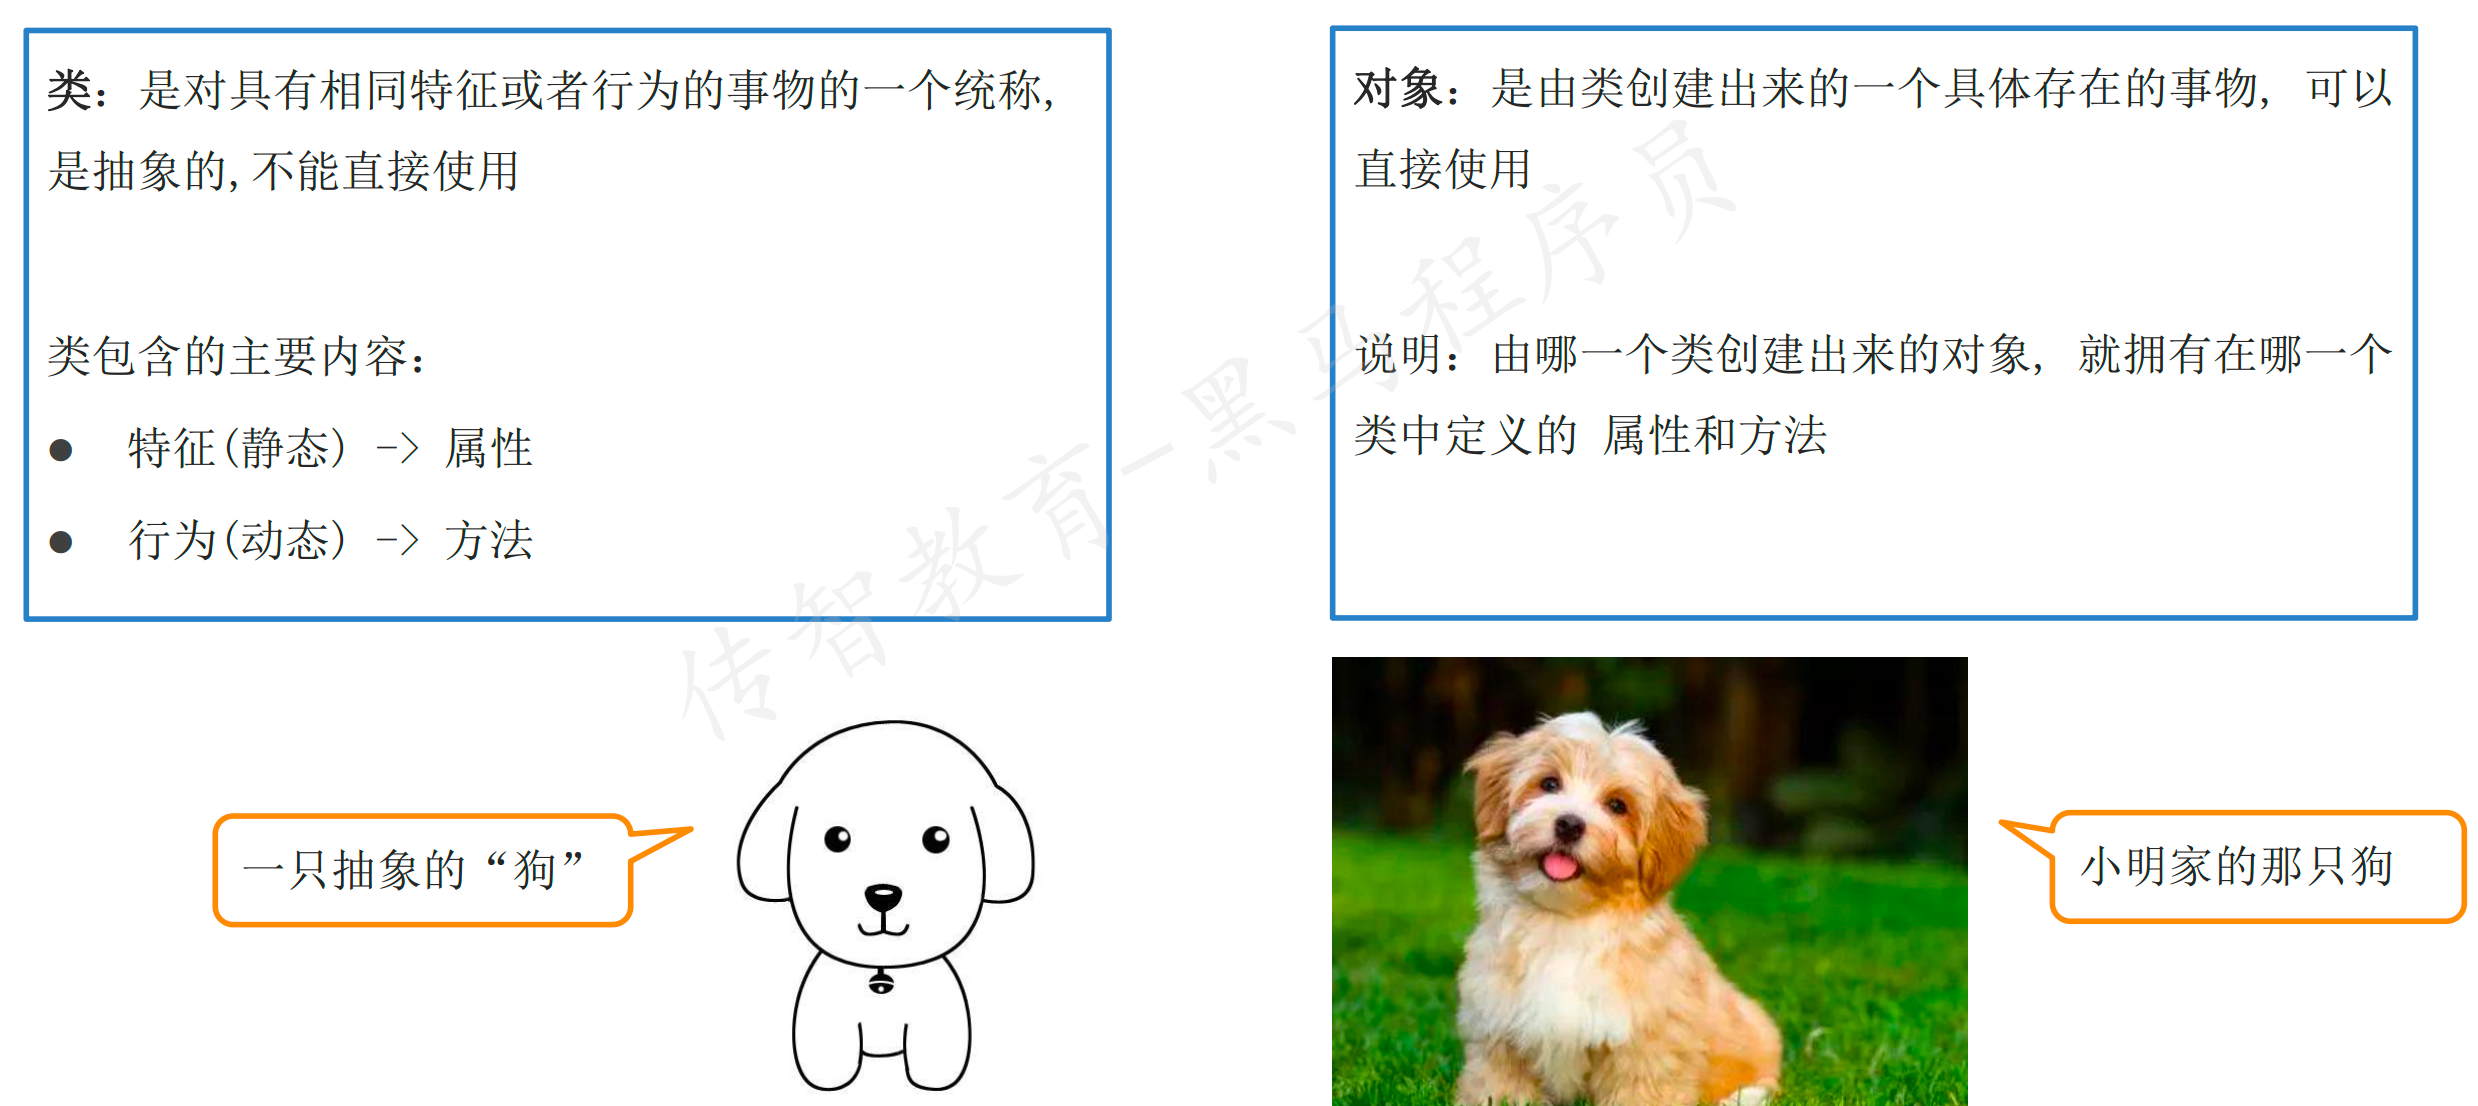 类：是对具有相同特征或者行为的事物的一个统称，
是抽象的,不能直接使用
类包含的主要内容：
● 特征(静态) -> 属性
● 行为(动态) -> 方法
对象：是由类创建出来的一个具体存在的事物, 可以
直接使用
说明：由哪一个类创建出来的对象, 就拥有在哪一个
类中定义的 属性和方法
传智教育-黑马程序员
一只抽象的“狗”
小明家的那只狗